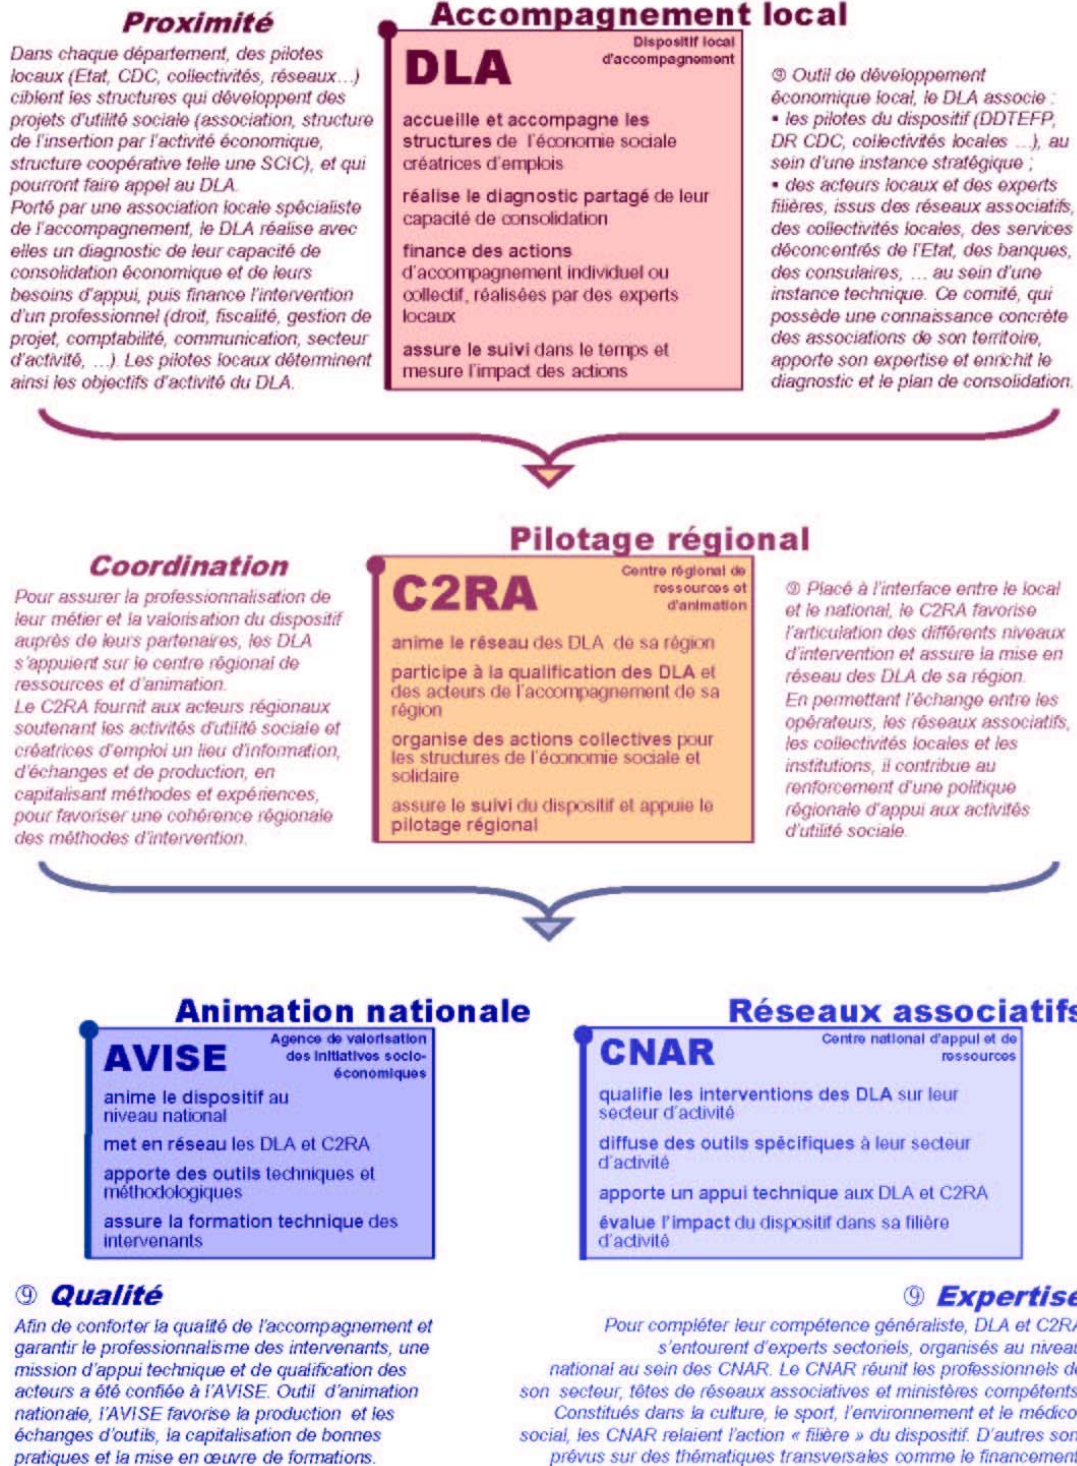 Proximité
Dans chaque département, des pilotes
locaux (Etat, CDC, collectivités, réseaux…)
ciblent les structures qui développent des
projets d'utilité sociale (association, structure
de l'insertion par l'activité économique,
structure coopérative telle une SCIC), et qui
pourront faire appel au DLA.
Porté par une association locale spécialiste
de l'accompagnement, le DLA réalise avec
elles un diagnostic de leur capacité de
consolidation économique et de leurs
besoins d'appui, puis finance l'intervention
d'un professionnel (droit, fiscalité, gestion de
projet, comptabilité, communication, secteur
d'activité, …). Les pilotes locaux déterminent
ainsi les objectifs d'activité du DLA.
Accompagnement local
DLA
Dispositif local
d'accompagnement
accueille et accompagne les
structures de l'économie sociale
créatrices d'emplois
réalise le diagnostic partagé de leur
capacité de consolidation
finance des actions
d'accompagnement individuel ou
collectif, réalisées par des experts
locaux
assure le suivi dans le temps et
mesure l'impact des actions
⑨ Outil de développement
économique local, le DLA associe :
▪ les pilotes du dispositif (DDTEFP,
DR CDC, collectivités locales …), au
sein d'une instance stratégique ;
▪ des acteurs locaux et des experts
filières, issus des réseaux associatifs,
des collectivités locales, des services
déconcentrés de l'Etat, des banques,
des consulaires, … au sein d'une
instance technique. Ce comité, qui
possède une connaissance concrète
des associations de son territoire,
apporte son expertise et enrichit le
diagnostic et le plan de consolidation.
Coordination
Pour assurer la professionnalisation de
leur métier et la valorisation du dispositif
auprès de leurs partenaires, les DLA
s'appuient sur le centre régional de
ressources et d'animation.
Le C2RA fournit aux acteurs régionaux
soutenant les activités d'utilité sociale et
créatrices d'emploi un lieu d'information,
d'échanges et de production, en
capitalisant méthodes et expériences,
pour favoriser une cohérence régionale
des méthodes d'intervention.
Pilotage régional
C2RA
Centre régional de
ressources et
d'animation
anime le réseau des DLA de sa région
participe à la qualification des DLA et
des acteurs de l'accompagnement de sa
région
organise des actions collectives pour
les structures de l'économie sociale et
solidaire
assure le suivi du dispositif et appuie le
pilotage régional
⑨ Placé à l'interface entre le local
et le national, le C2RA favorise
l'articulation des différents niveaux
d'intervention et assure la mise en
réseau des DLA de sa région.
En permettant l'échange entre les
opérateurs, les réseaux associatifs,
les collectivités locales et les
institutions, il contribue au
renforcement d'une politique
régionale d'appui aux activités
d'utilité sociale.
Animation nationale
AVISE
Agence de valorisation
des initiatives socio-
économiques
anime le dispositif au
niveau national
met en réseau les DLA et C2RA
apporte des outils techniques et
méthodologiques
assure la formation technique des
intervenants
⑨ Qualité
Afin de conforter la qualité de l'accompagnement et
garantir le professionnalisme des intervenants, une
mission d'appui technique et de qualification des
acteurs a été confiée à l'AVISE. Outil d'animation
nationale, l'AVISE favorise la production et les
échanges d'outils, la capitalisation de bonnes
pratiques et la mise en œuvre de formations.
Réseaux associatifs
CNAR
Centre national d'appui et de
ressources
qualifie les interventions des DLA sur leur
secteur d'activité
diffuse des outils spécifiques à leur secteur
d'activité
apporte un appui technique aux DLA et C2RA
évalue l'impact du dispositif dans sa filière
d'activité
⑨ Expertise
Pour compléter leur compétence généraliste, DLA et C2RA
s'entourent d'experts sectoriels, organisés au niveau
national au sein des CNAR. Le CNAR réunit les professionnels de
son secteur, têtes de réseaux associatives et ministères compétents.
Constitués dans la culture, le sport, l'environnement et le médico
social, les CNAR relaient l'action « filière » du dispositif. D'autres son
prévus sur des thématiques transversales comme le financement